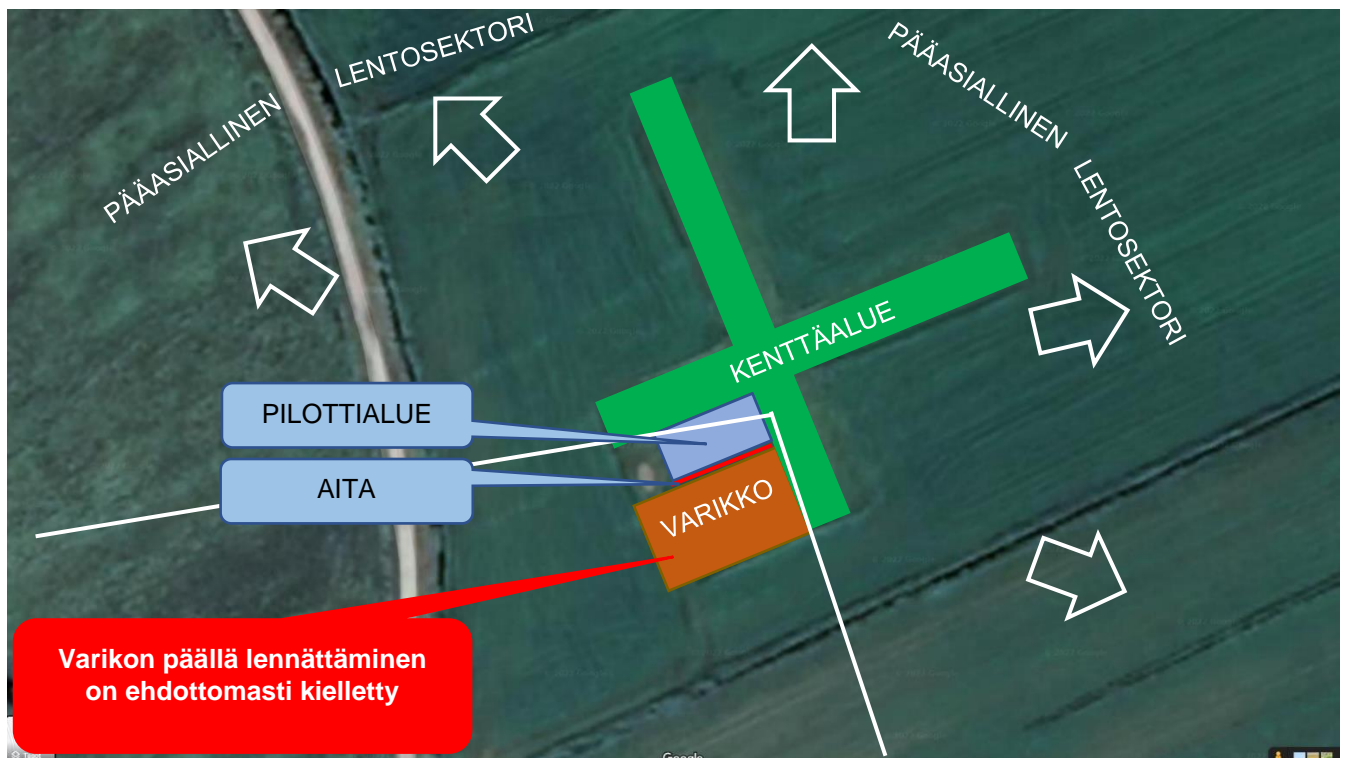 PÄÄASIALLINEN LENTOSEKTORI
PÄÄASIALLINEN LENTOSEKTORI
KENTTÄALUE
PILOTTIALUE
AITA
VARIKKO
Varikon päällä lennättäminen
on ehdottomasti kielletty
Google